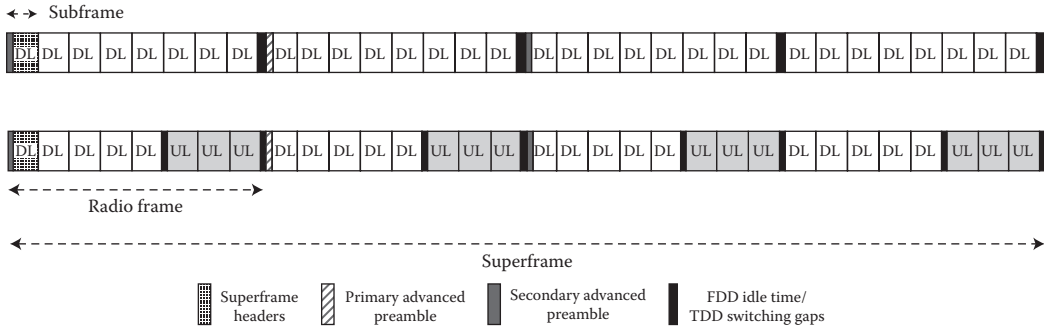 Subframe
DL DL DL DL DL DL DL DL DL DL DL DL DL DL DL DL DL DL DL DL DL DL DL DL DL DL DL DL DL DL DL DL
DL DL DL DL DL UL UL UL DL DL DL DL DL UL UL UL DL DL DL DL DL UL UL UL DL DL DL DL DL UL UL UL
Radio frame
Superframe
Superframe
headers
Primary advanced
preamble
Secondary advanced
preamble
FDD idle time/
TDD switching gaps